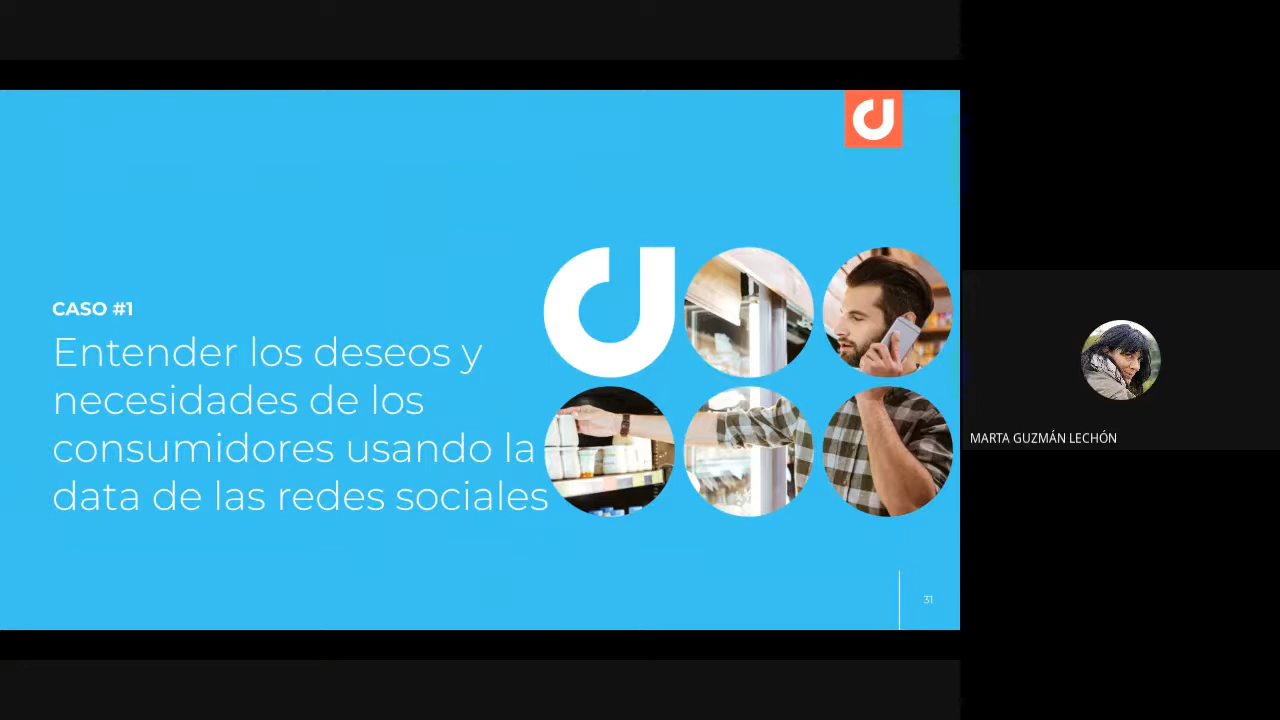 CASO #1
Entender los deseos y
necesidades de los
consumidores usando la
data de las redes sociales
31
MARTA GUZMÁN LECHÓN